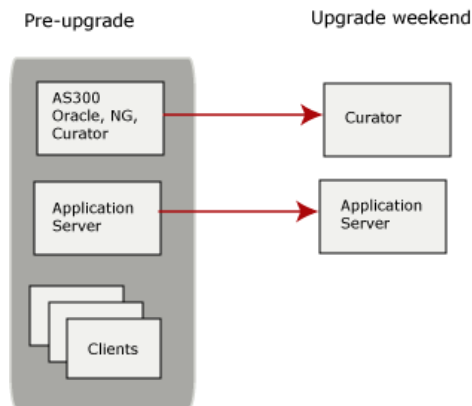 Pre-upgrade
Upgrade weekend
AS300
Oracle, NG,
Curator
Curator
Application
Server
Application
Server
Clients